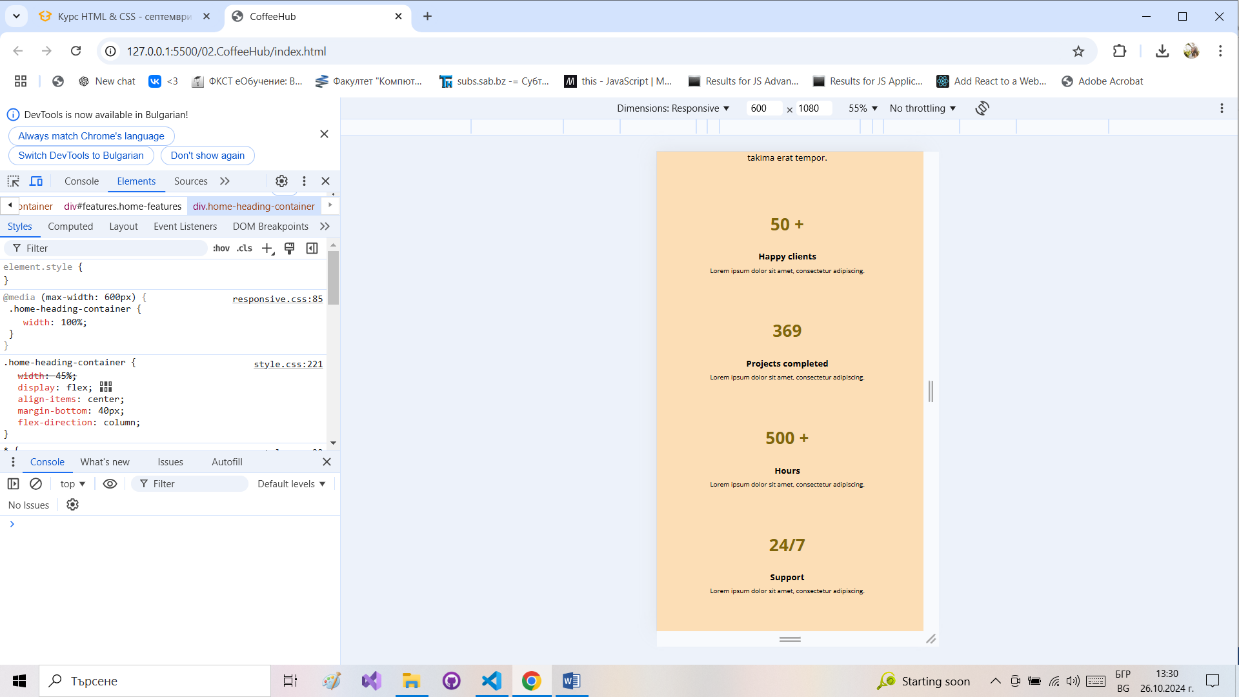 Курс HTML & CSS - септември
CoffeeHub
127.0.0.1:5500/02.CoffeeHub/index.html
New chat
<3
ФКСТ еОбучение: В...
Факултет "Компют...
subs.sab.bz -= Субт...
this - JavaScript | M...
Results for JS Advan...
Results for JS Applic...
Add React to a Web...
Adobe Acrobat
DevTools is now available in Bulgarian!
Always match Chrome's language
Switch DevTools to Bulgarian
Don't show again
Console
Elements
Sources
ontainer
div#features.home-features
div.home-heading-container
Styles
Computed
Layout
Event Listeners
DOM Breakpoints
Filter
:hov
.cls
element.style {
}
@media (max-width: 600px) {
responsive.css:85
.home-heading-container {
width: 100%;
}
}
.home-heading-container {
style.css:221
width: 45%;
display: flex;
align-items: center;
margin-bottom: 40px;
flex-direction: column;
}
Console
What's new
Issues
Autofill
top
Filter
Default levels
No Issues
Dimensions: Responsive
600
×
1080
55%
No throttling
takima erat tempor.
50 +
Happy clients
Lorem ipsum dolor sit amet, consectetur adipiscing.
369
Projects completed
Lorem ipsum dolor sit amet, consectetur adipiscing.
500 +
Hours
Lorem ipsum dolor sit amet, consectetur adipiscing.
24/7
Support
Lorem ipsum dolor sit amet, consectetur adipiscing.
Търсене
Starting soon
БГР
BG
13:30
26.10.2024 г.